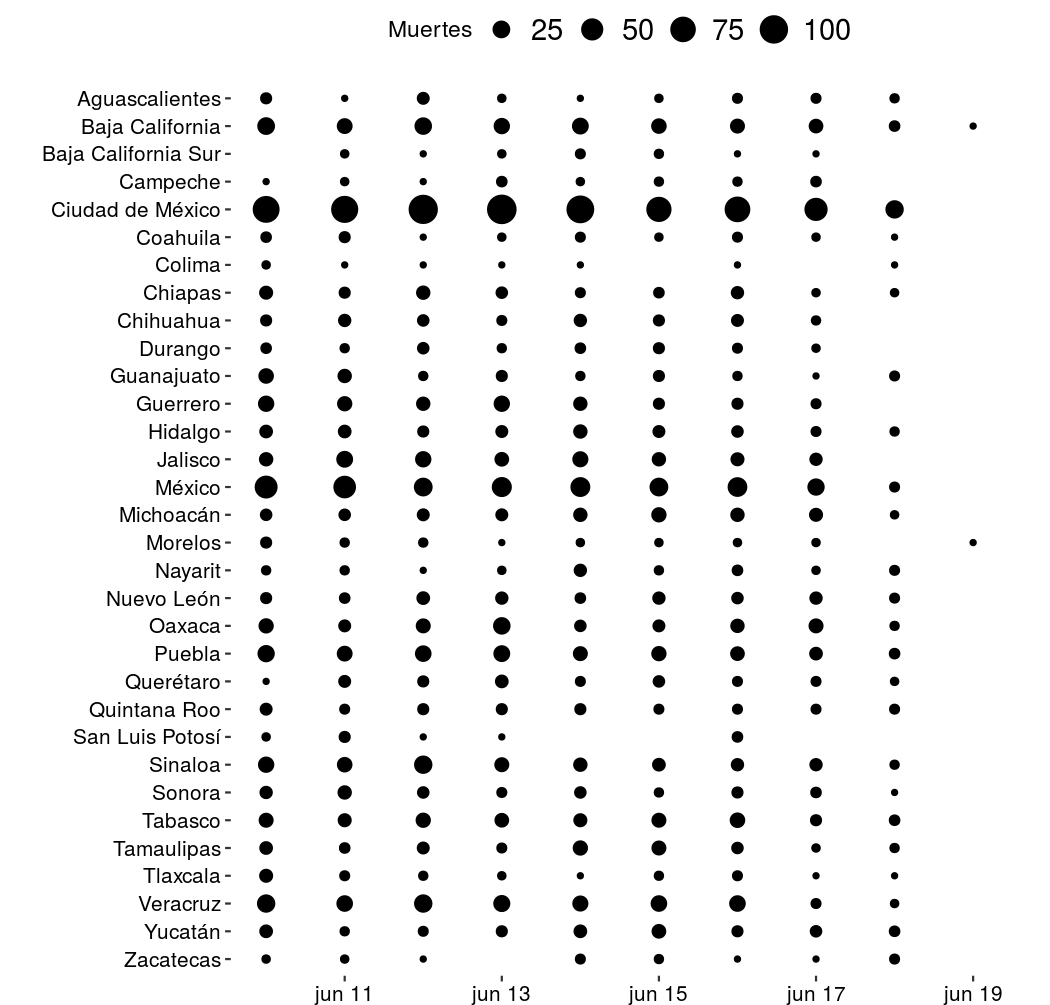 Muertes 25 50 75 100
Aguascalientes
Baja California
Baja California Sur
Campeche
Ciudad de México
Coahuila
Colima
Chiapas
Chihuahua
Durango
Guanajuato
Guerrero
Hidalgo
Jalisco
México
Michoacán
Morelos
Nayarit
Nuevo León
Oaxaca
Puebla
Querétaro
Quintana Roo
San Luis Potosí
Sinaloa
Sonora
Tabasco
Tamaulipas
Tlaxcala
Veracruz
Yucatán
Zacatecas
jun 11 jun 13 jun 15 jun 17 jun 19